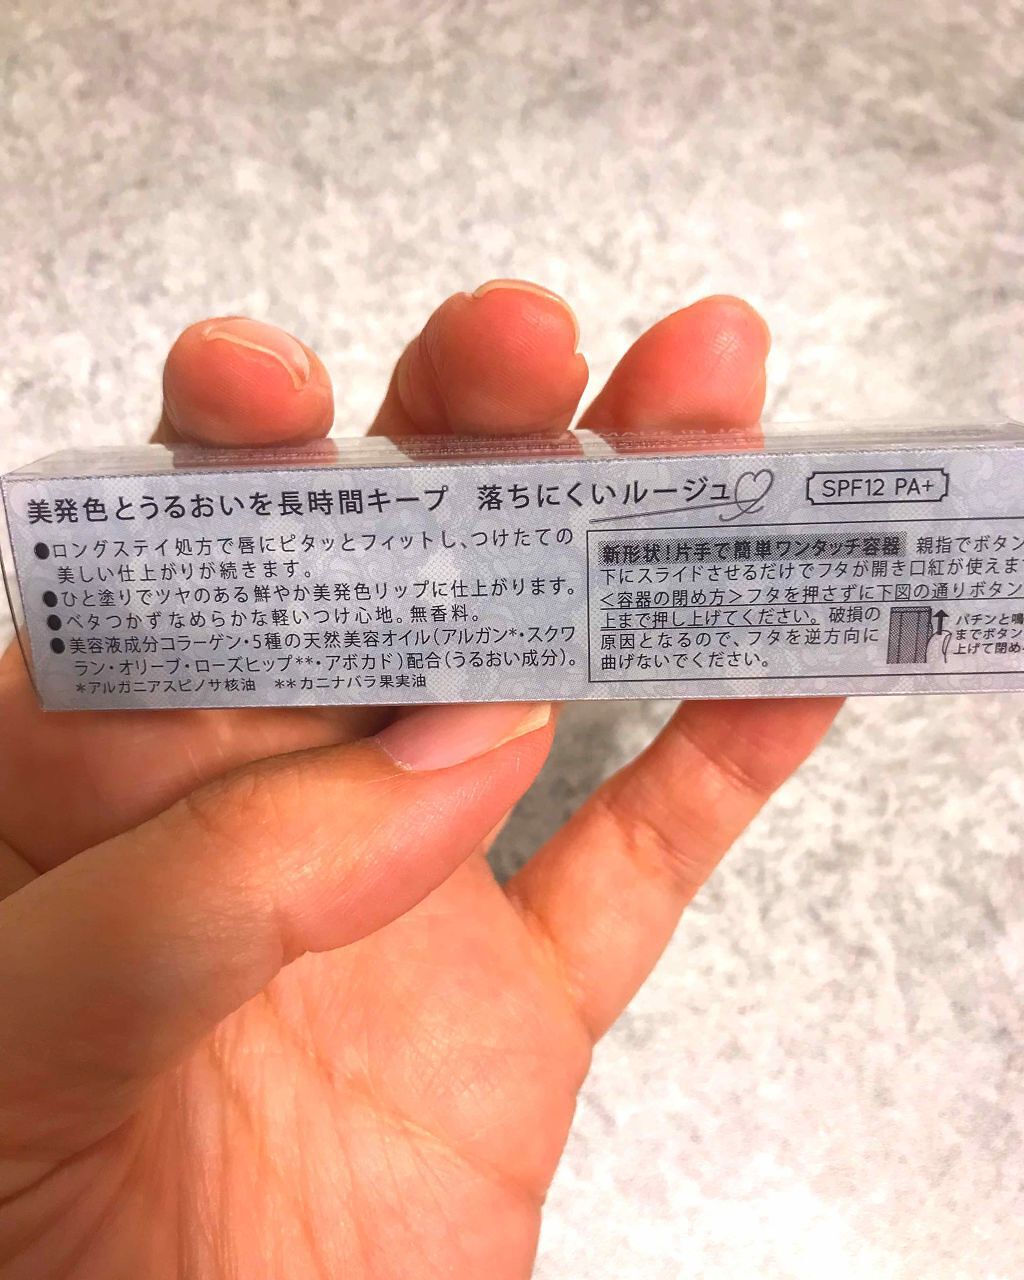 美発色とうるおいを長時間キープ 落ちにくいルージュ
SPF12 PA+
●ロングステイ処方で唇にピタッとフィットし、つけたての
美しい仕上がりが続きます。
●ひと塗りでツヤのある鮮やか美発色リップに仕上がります。
●ベタつかずなめらかな軽いつけ心地。無香料。
●美容液成分コラーゲン・5種の天然美容オイル(アルガン*・スクワ
ラン・オリーブ・ローズヒップ**・アボカド)配合(うるおい成分)。
*アルガニアスピノサ核油 **カニナバラ果実油
新形状!片手で簡単ワンタッチ容器 親指でボタン
下にスライドさせるだけでフタが開き口紅が使えま
<容器の閉め方>フタを押さずに下図の通りボタン
上まで押し上げてください。破損の
原因となるので、フタを逆方向に
曲げないでください。
パチンと鳴
までボタン
上げて閉め